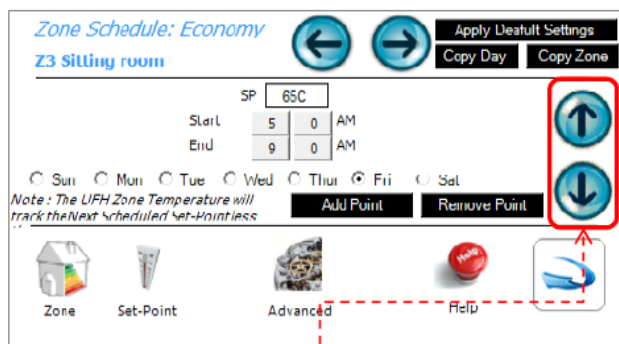 Zone Schedule: Economy
Apply Deafult Settings
Z3 Sitting room
Copy Day
Copy Zone
SP 65C
Start 5 0 AM
End 9 0 AM
Sun Mon Tue Wed Thur Fri Sat
Note : The UFH Zone Temperature will
track theNext Scheduled Set-Pointless
Add Point
Remove Point
Help
Zone
Set-Point
Advanced
Help